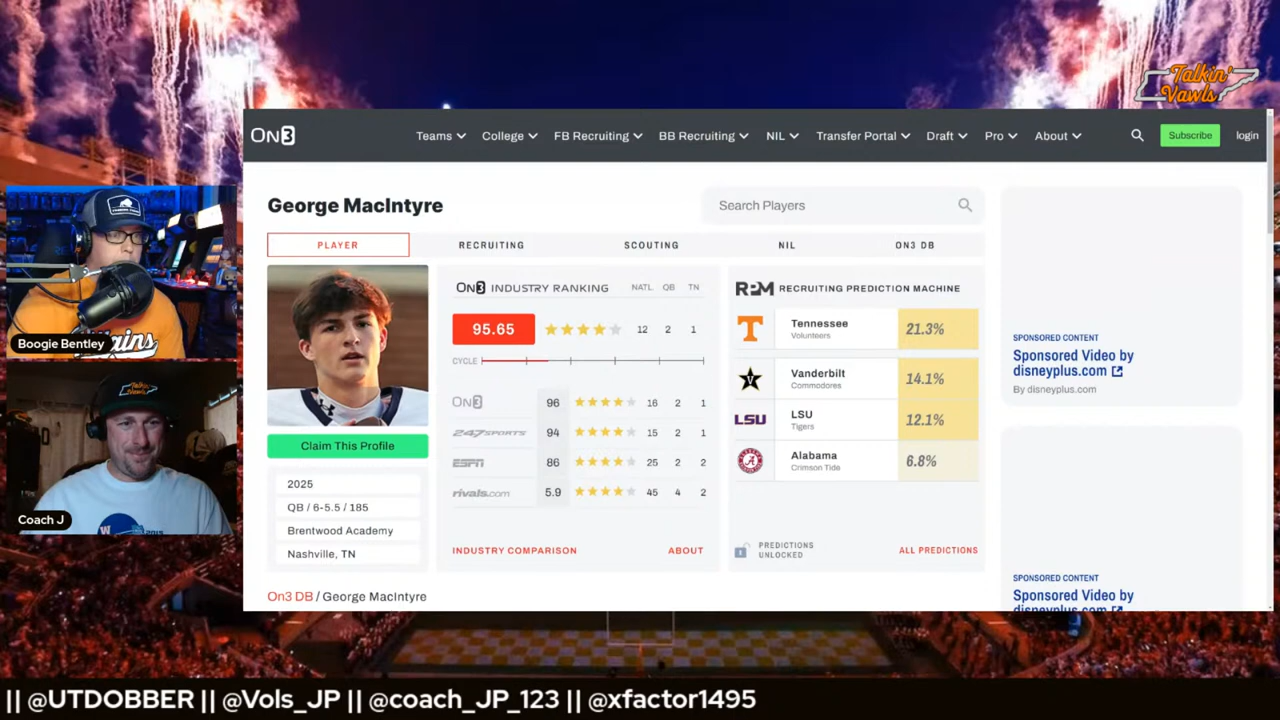 Talkin'
Vawls
On3
Teams College FB Recruiting BB Recruiting NIL Transfer Portal Draft Pro About Subscribe login
George MacIntyre
Search Players
PLAYER RECRUITING SCOUTING NIL ON3 DB
On3 INDUSTRY RANKING NATL QB TN
95.65 12 2 1
CYCLE
On3 96 16 2 1
247SPORTS 94 15 2 1
ESPN 86 25 2 2
rivals.com 5.9 45 4 2
INDUSTRY COMPARISON ABOUT
RPM RECRUITING PREDICTION MACHINE
T Tennessee 21.3%
Volunteers
V Vanderbilt 14.1%
Commodores
LSU LSU 12.1%
Tigers
A Alabama 6.8%
Crimson Tide
PREDICTIONS
UNLOCKED
ALL PREDICTIONS
Claim This Profile
2025
QB / 6-5.5 / 185
Brentwood Academy
Nashville, TN
On3 DB / George MacIntyre
SPONSORED CONTENT
Sponsored Video by
disneyplus.com
By disneyplus.com
SPONSORED CONTENT
Sponsored Video by
disneyplus.com
Boogie Bentley
Coach J
|| @UTDOBBER || @Vols_JP || @coach_JP_123 || @xfactor1495